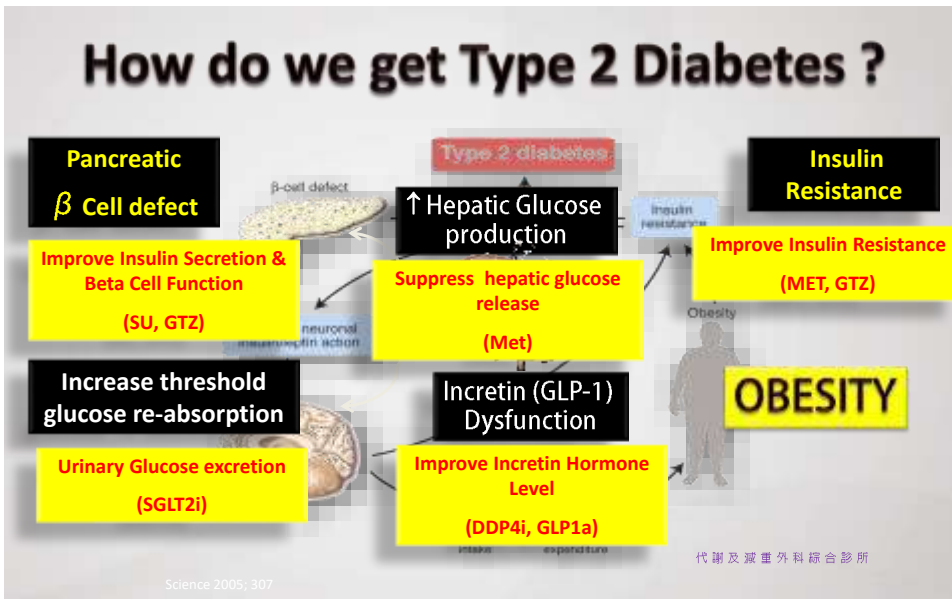 How do we get Type 2 Diabetes ?
Pancreatic
β Cell defect
Improve Insulin Secretion &
Beta Cell Function
(SU, GTZ)
Type 2 diabetes
β-cell defect
↑Hepatic Glucose
production
Suppress hepatic glucose
release
(Met)
Insulin
resistance
Insulin
Resistance
Improve Insulin Resistance
(MET, GTZ)
Obesity
OBESITY
neuronal
action
Increase threshold
glucose re-absorption
Urinary Glucose excretion
(SGLT2i)
Incretin (GLP-1)
Dysfunction
Improve Incretin Hormone
Level
(DDP4i, GLP1a)
intake expenditure
代謝及減重外科綜合診所
Science 2005; 307